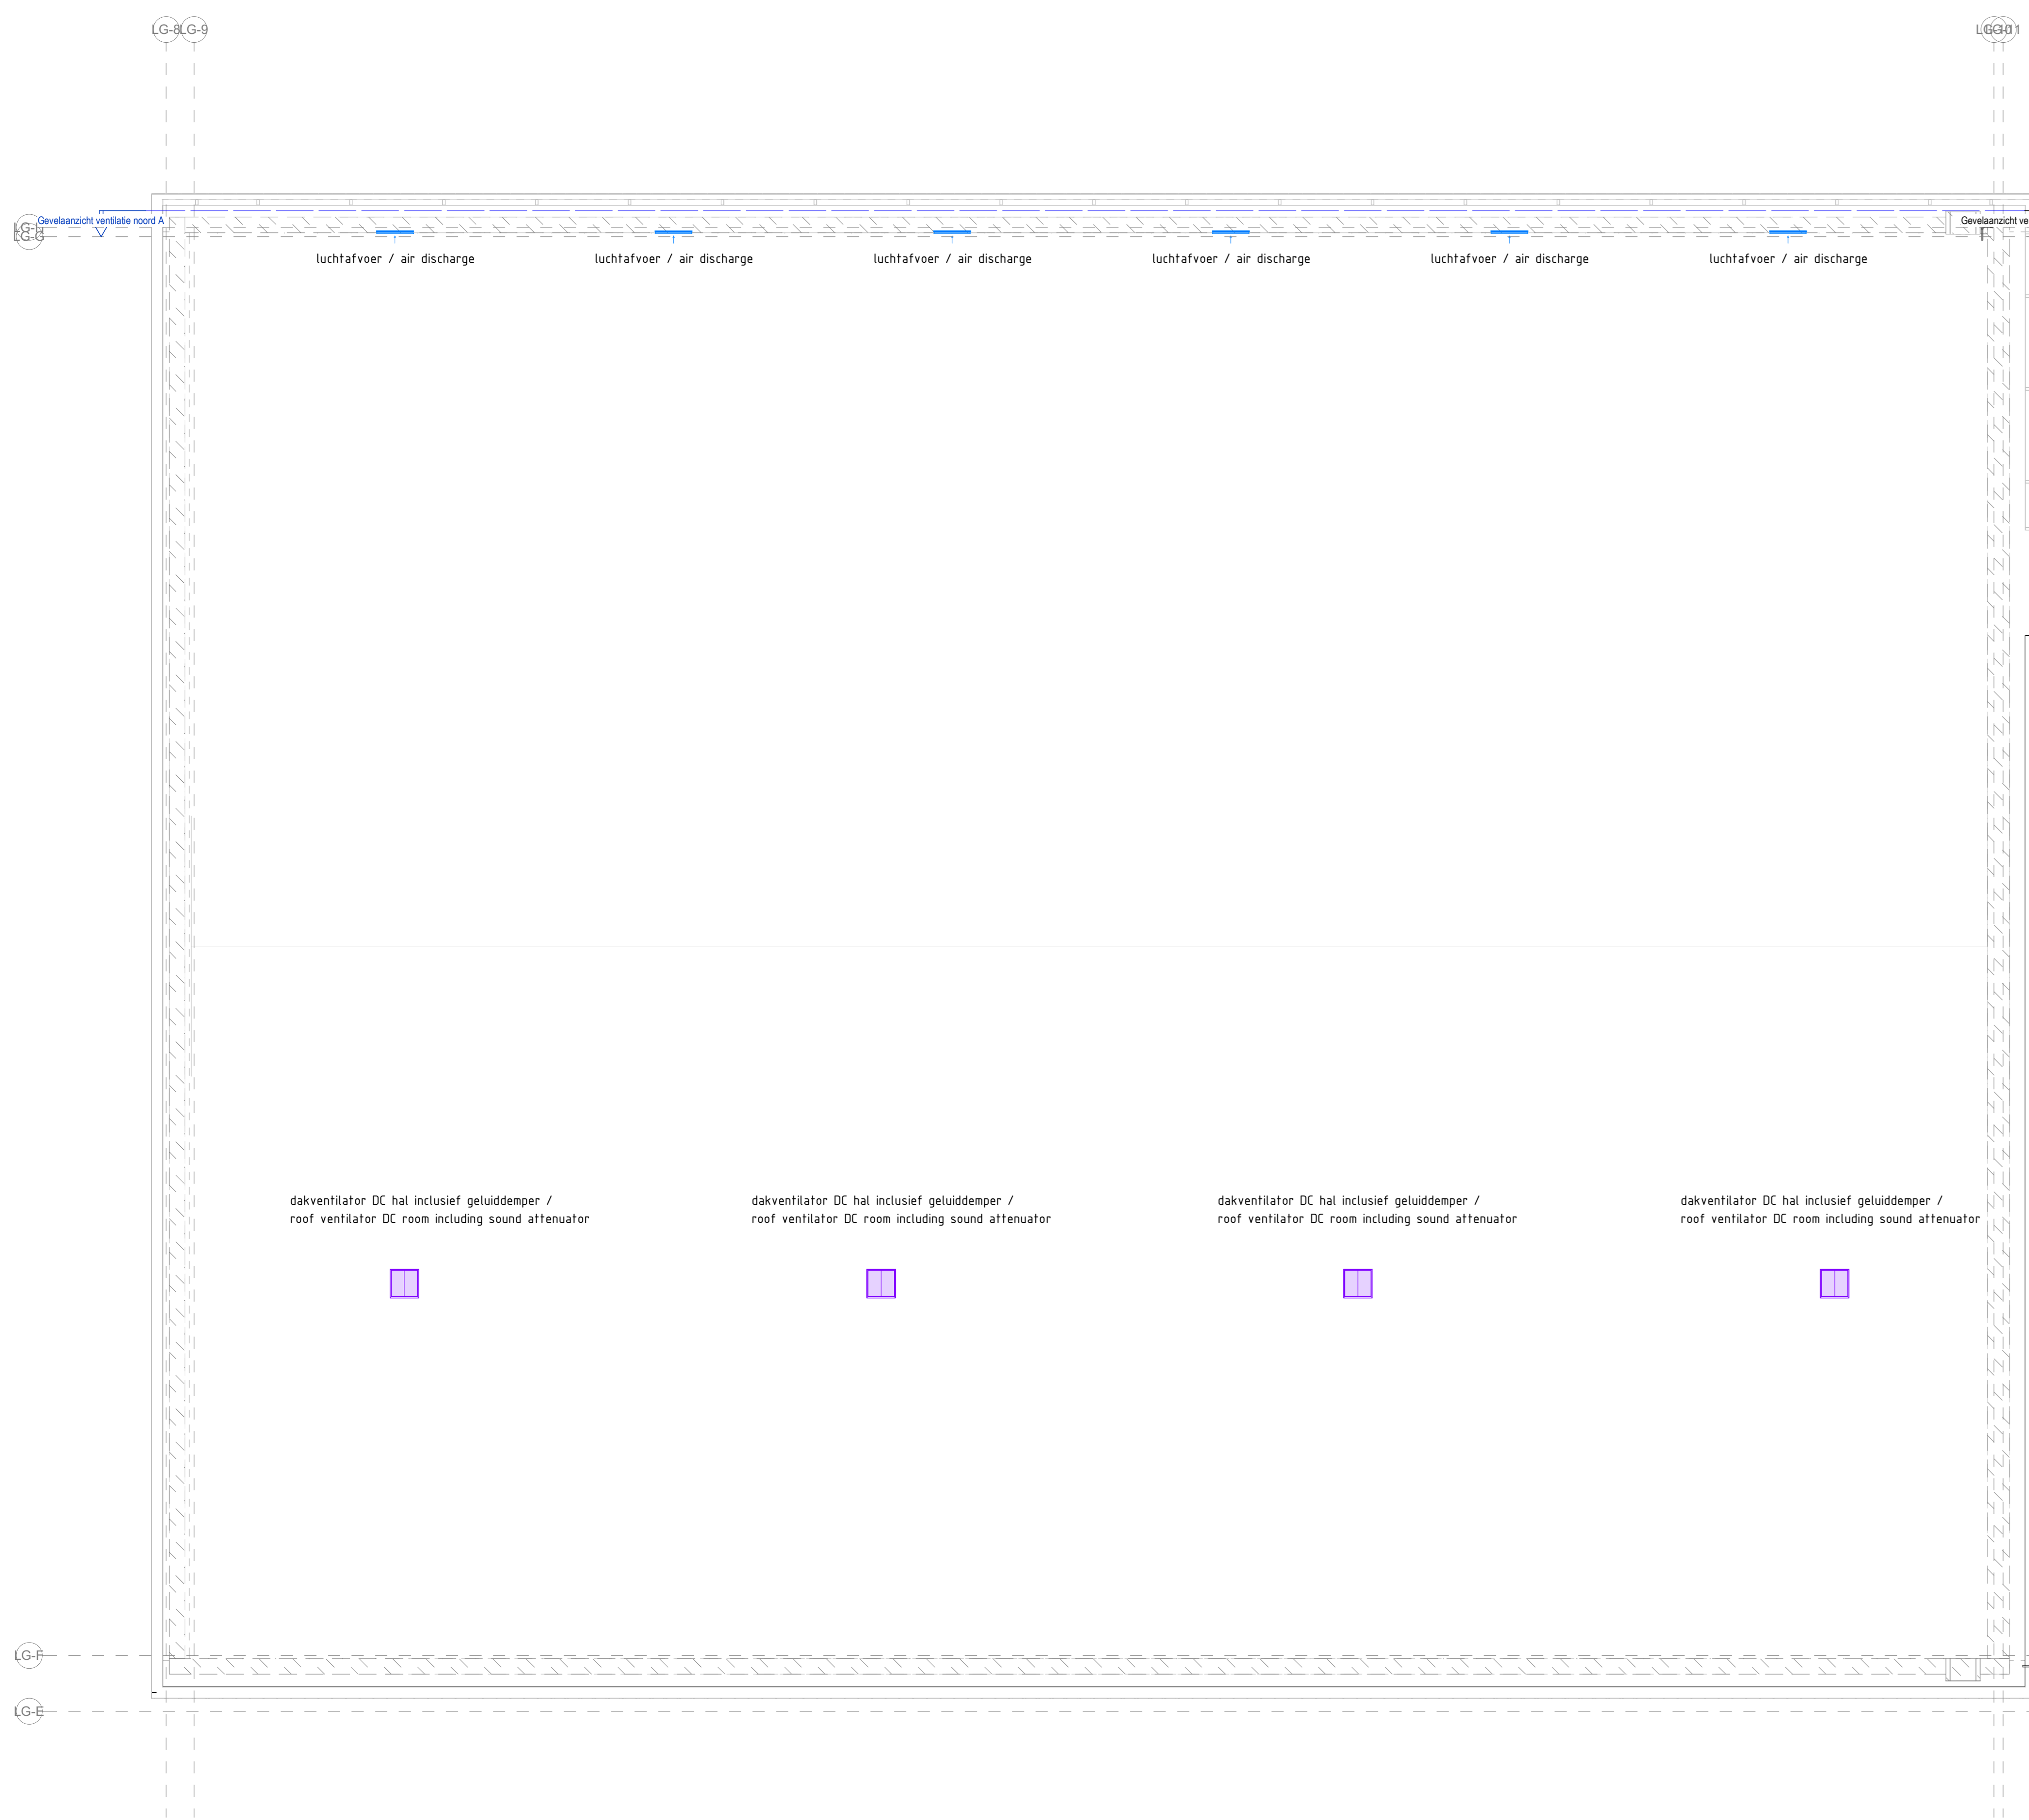 LG-8
LG-9
LG-11
Gevelaanzicht ventilatie noord A
Gevelaanzicht ve
LG-G
luchtafvoer / air discharge
luchtafvoer / air discharge
luchtafvoer / air discharge
luchtafvoer / air discharge
luchtafvoer / air discharge
luchtafvoer / air discharge
dakventilator DC hal inclusief geluiddemper /
roof ventilator DC room including sound attenuator
dakventilator DC hal inclusief geluiddemper /
roof ventilator DC room including sound attenuator
dakventilator DC hal inclusief geluiddemper /
roof ventilator DC room including sound attenuator
dakventilator DC hal inclusief geluiddemper /
roof ventilator DC room including sound attenuator
LG-F
LG-E